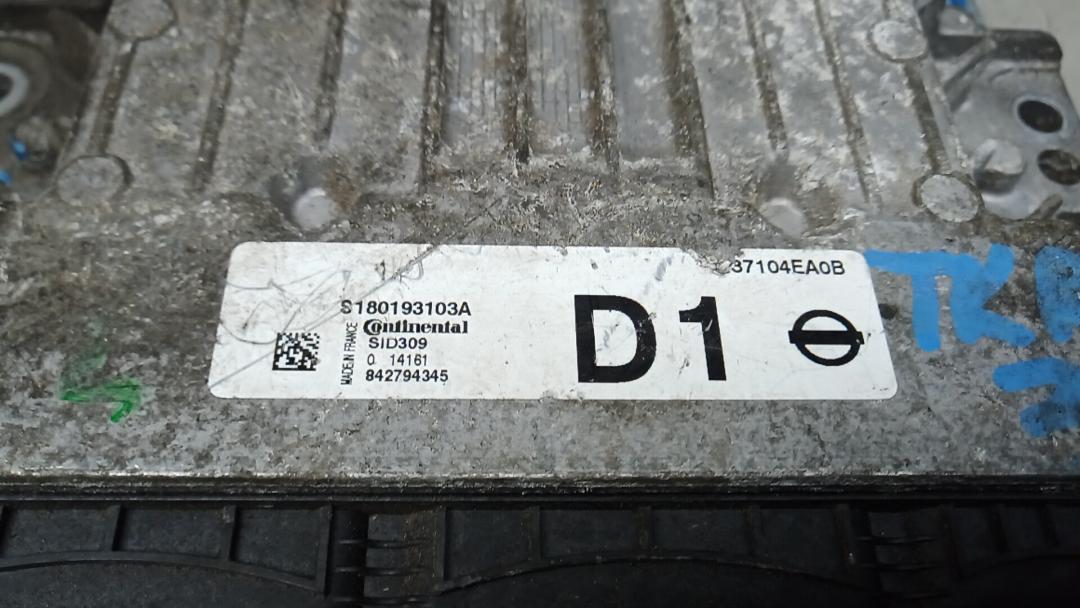 37104EA0B
S180193103A
Continental
SID309
0 14161
842794345
MADE IN FRANCE
D1